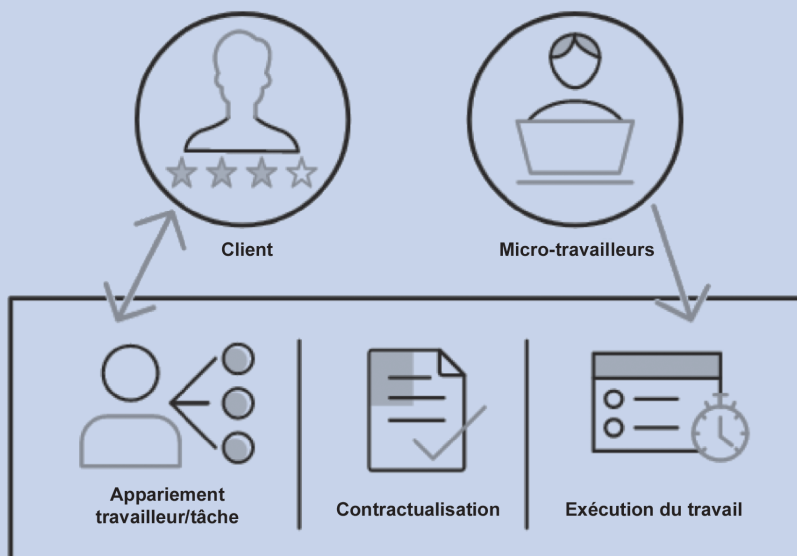 Client
Micro-travailleurs
Appariement
travailleur/tâche
Contractualisation
Exécution du travail